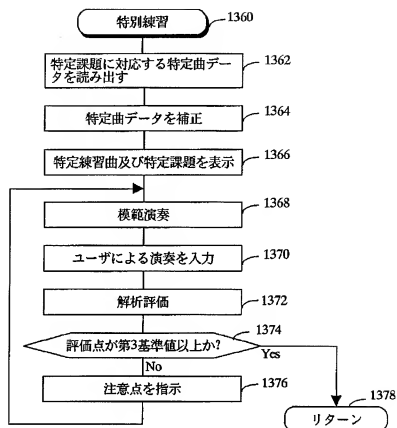 特別練習
1360
特定課題に対応する特定曲デー
タを読み出す
1362
特定曲データを補正
1364
特定練習曲及び特定課題を表示
1366
模範演奏
1368
ユーザによる演奏を入力
1370
解析評価
1372
評価点が第3基準値以上か?
1374
Yes
No
注意点を指示
1376
1378
リターン